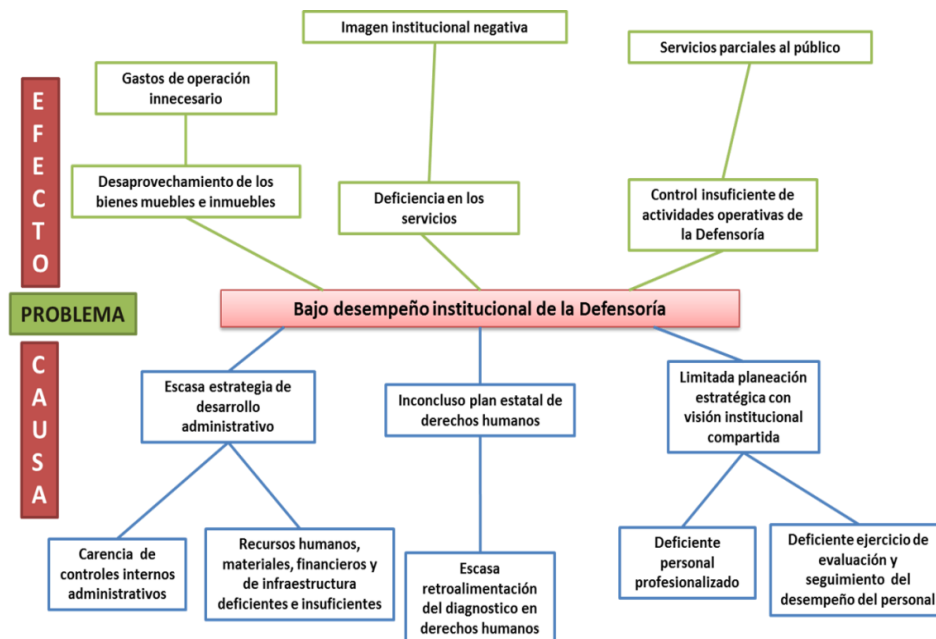 Imagen institucional negativa
Servicios parciales al público
Gastos de operación
innecesario
EFECTO
Desaprovechamiento de los
bienes muebles e inmuebles
Deficiencia en los
servicios
Control insuficiente de
actividades operativas de
la Defensoría
PROBLEMA
Bajo desempeño institucional de la Defensoría
CAUSA
Escasa estrategia de
desarrollo
administrativo
Inconcluso plan estatal de
derechos humanos
Limitada planeación
estratégica con
visión institucional
compartida
Carencia de
controles internos
administrativos
Recursos humanos,
materiales, financieros y
de infraestructura
deficientes e insuficientes
Escasa
retroalimentación
del diagnostico en
derechos humanos
Deficiente
personal
profesionalizado
Deficiente ejercicio de
evaluación y
seguimiento del
desempeño del personal